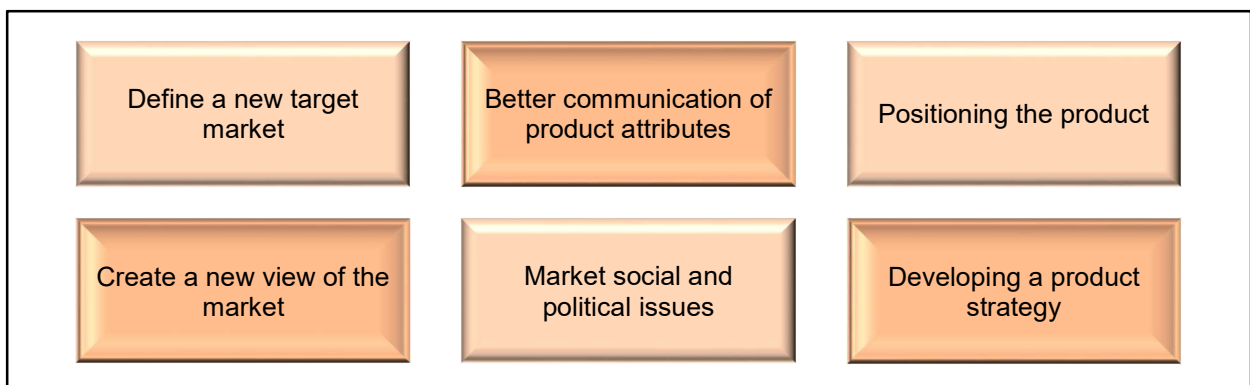 Define a new target
market
Better communication of
product attributes
Positioning the product
Create a new view of the
market
Market social and
political issues
Developing a product
strategy